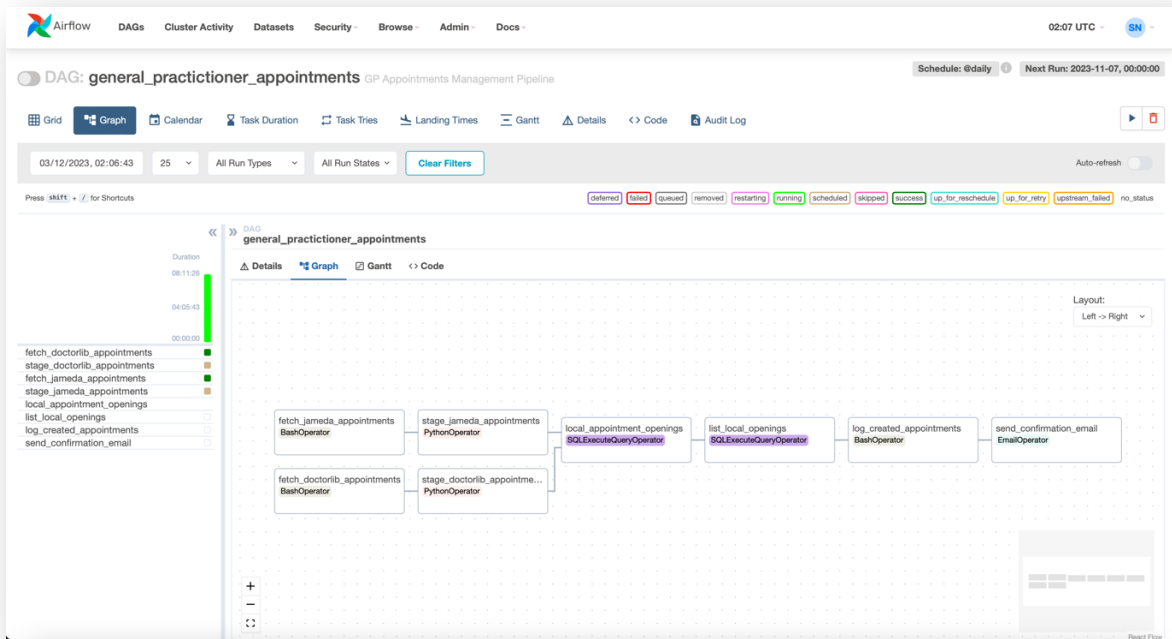 Airflow DAGs Cluster Activity Datasets Security Browse Admin Docs 02:07 UTC SN
DAG: general_practictioner_appointments GP Appointments Management Pipeline Schedule: @daily Next Run: 2023-11-07, 00:00:00
Grid Graph Calendar Task Duration Task Tries Landing Times Gantt Details <> Code Audit Log
03/12/2023, 02:06:43 25 All Run Types All Run States Clear Filters Auto-refresh
Press shift + / for Shortcuts deferred failed queued removed restarting running scheduled skipped success up_for_reschedule up_for_retry upstream_failed no_status
DAG
general_practictioner_appointments
Duration
08:11:26
04:05:43
00:00:00
fetch_doctorlib_appointments
stage_doctorlib_appointments
fetch_jameda_appointments
stage_jameda_appointments
local_appointment_openings
list_local_openings
log_created_appointments
send_confirmation_email
Details Graph Gantt <> Code
Layout:
Left -> Right
fetch_jameda_appointments
BashOperator
stage_jameda_appointments
PythonOperator
local_appointment_openings
SQLExecuteQueryOperator
list_local_openings
SQLExecuteQueryOperator
log_created_appointments
BashOperator
send_confirmation_email
EmailOperator
fetch_doctorlib_appointments
BashOperator
stage_doctorlib_appointme...
PythonOperator
React Flow